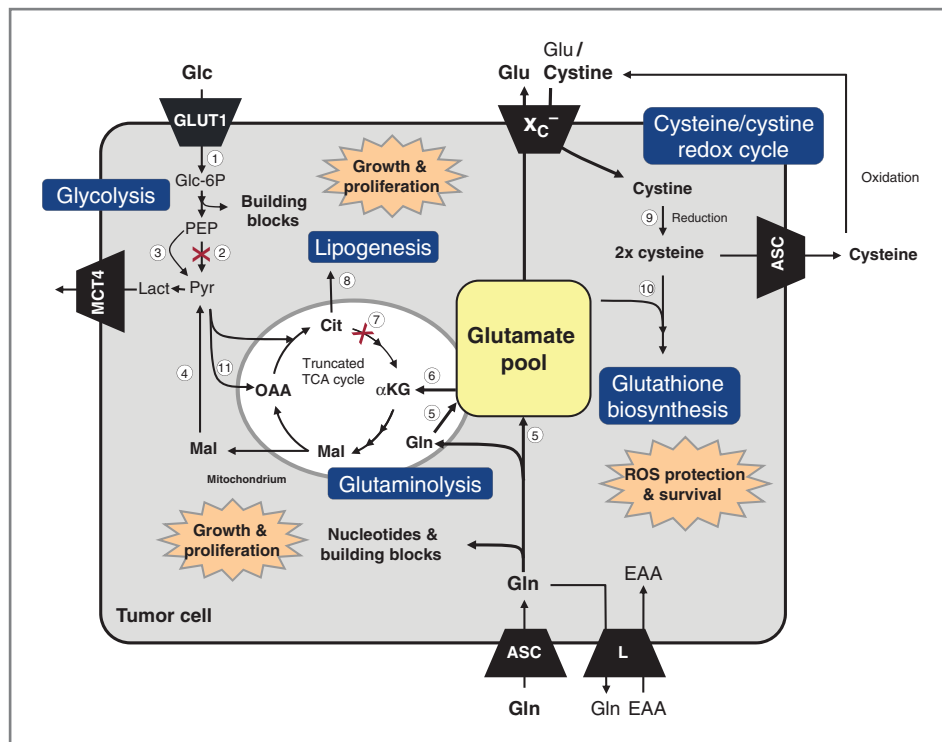 Glc
Glu
Glu/
Cystine
GLUT1
xC−
Cysteine/cystine
redox cycle
1
Glc-6P
Growth &
proliferation
Glycolysis
Building
blocks
Cystine
Oxidation
9
Reduction
PEP
3
2
Lipogenesis
2x cysteine
ASC
Cysteine
MCT4
Lact
Pyr
8
10
Cit
7
Glutamate
pool
Truncated
TCA cycle
4
11
OAA
αKG
6
Glutathione
biosynthesis
5
Gln
5
Mal
Mal
Mitochondrium
Glutaminolysis
ROS protection
& survival
Growth &
proliferation
Nucleotides &
building blocks
Gln
EAA
Tumor cell
ASC
L
Gln
Gln
EAA